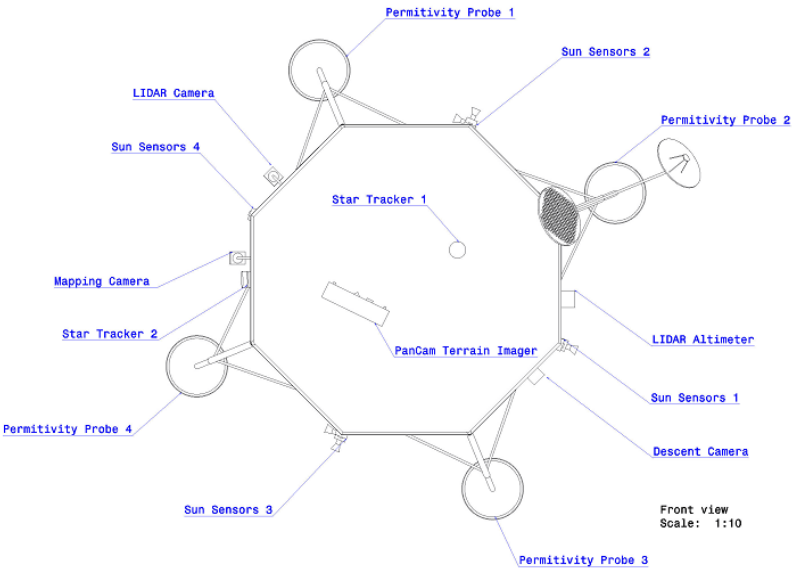 Permitivity Probe 1
Sun Sensors 2
LIDAR Camera
Permitivity Probe 2
Sun Sensors 4
Star Tracker 1
Mapping Camera
Star Tracker 2
LIDAR Altimeter
PanCam Terrain Imager
Sun Sensors 1
Permitivity Probe 4
Descent Camera
Sun Sensors 3
Front view
Scale: 1:10
Permitivity Probe 3